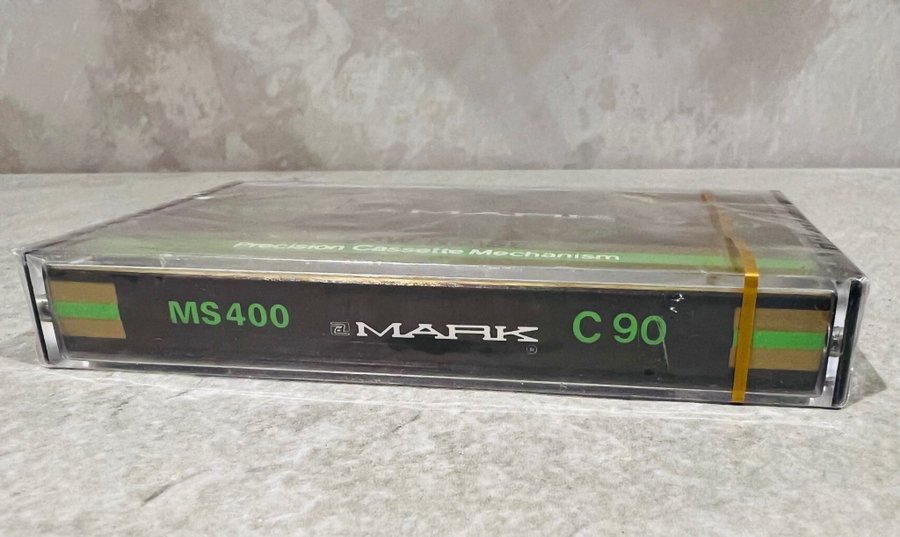 MARK
Precision Cassette Mechanism
MS400 a MARK ® C 90